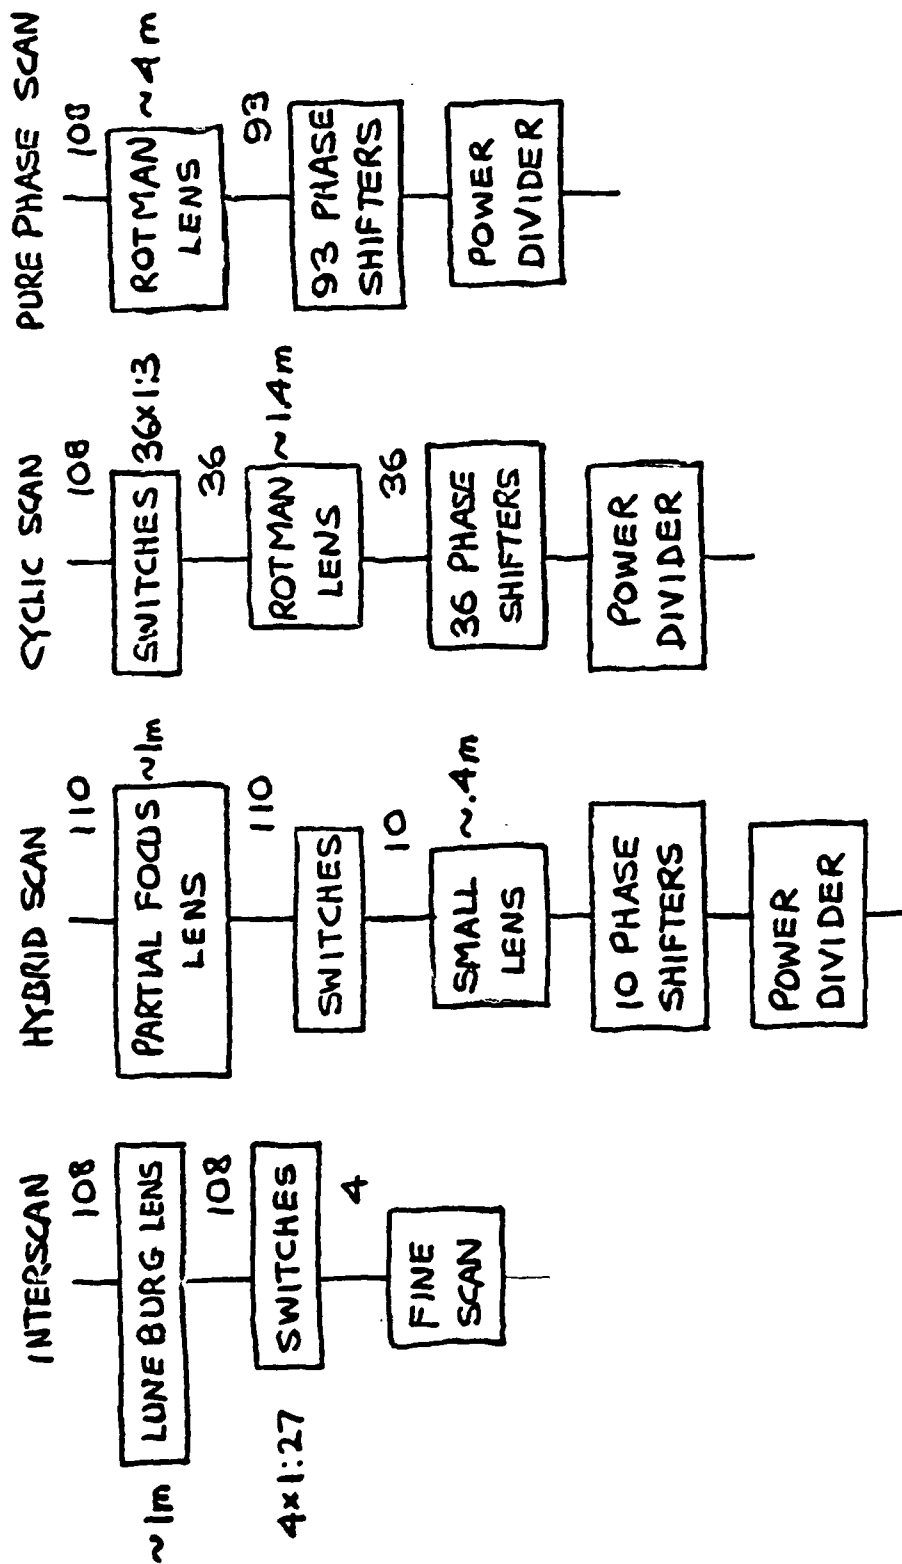 INTERSCAN
108
~1m
LUNEBURG LENS
108
4x1:27
SWITCHES
4
FINE
SCAN
HYBRID SCAN
110
PARTIAL FOCUS
LENS
~1m
110
SWITCHES
10
SMALL
LENS
~.4m
10 PHASE
SHIFTERS
POWER
DIVIDER
CYCLIC SCAN
108
SWITCHES
36x1:3
36
ROTMAN
LENS
~1.4m
36
36 PHASE
SHIFTERS
POWER
DIVIDER
PURE PHASE SCAN
108
ROTMAN
LENS
~4m
93
93 PHASE
SHIFTERS
POWER
DIVIDER